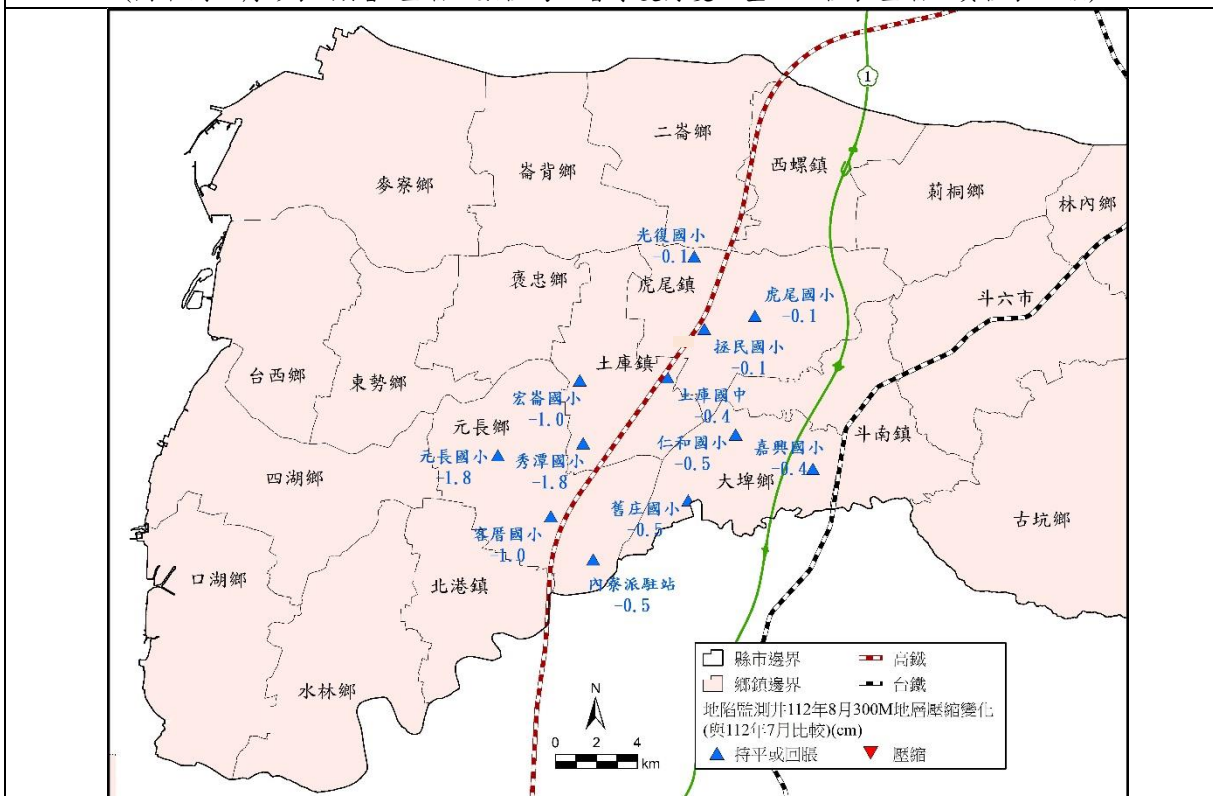 1
二崙鄉
西螺鎮
崙背鄉
麥寮鄉
莿桐鄉
林內鄉
光復國小
-0.1
褒忠鄉
虎尾鎮
虎尾國小
-0.1
斗六市
拯民國小
-0.1
土庫鎮
台西鄉
東勢鄉
土庫國中
-0.4
宏崙國小
-1.0
元長鄉
斗南鎮
仁和國小
-0.5
嘉興國小
-0.4
元長國小
-1.8
秀潭國小
-1.8
四湖鄉
大埤鄉
舊庄國小
-0.5
古坑鄉
客厝國小
-1.0
口湖鄉
北港鎮
內寮派駐站
-0.5
水林鄉
N
0 2 4
km
縣市邊界 高鐵
鄉鎮邊界 台鐵
地陷監測井112年8月300M地層壓縮變化
(與112年7月比較)(cm)
持平或回脹 壓縮